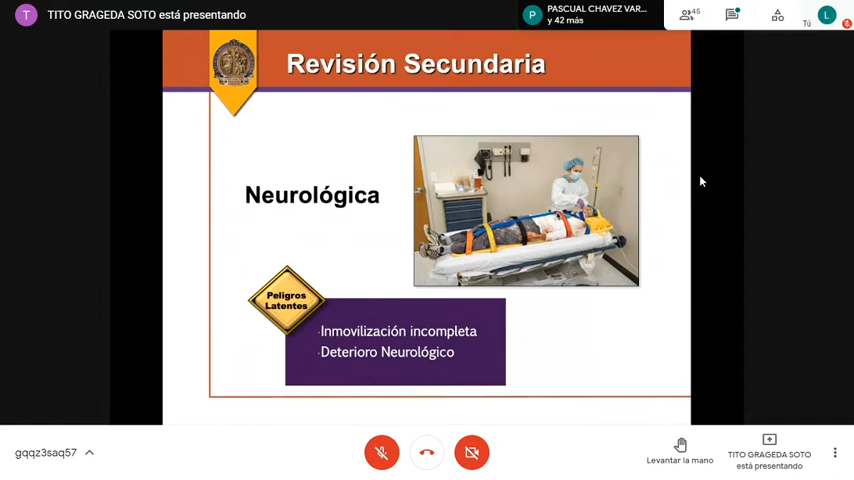 T
TITO GRAGEDA SOTO está presentando
P
PASCUAL CHAVEZ VAR...
y 42 más
45
Tú
L
Revisión Secundaria
Neurológica
Peligros
Latentes
·Inmovilización incompleta
·Deterioro Neurológico
gqqz3saq57
Levantar la mano
TITO GRAGEDA SOTO
está presentando